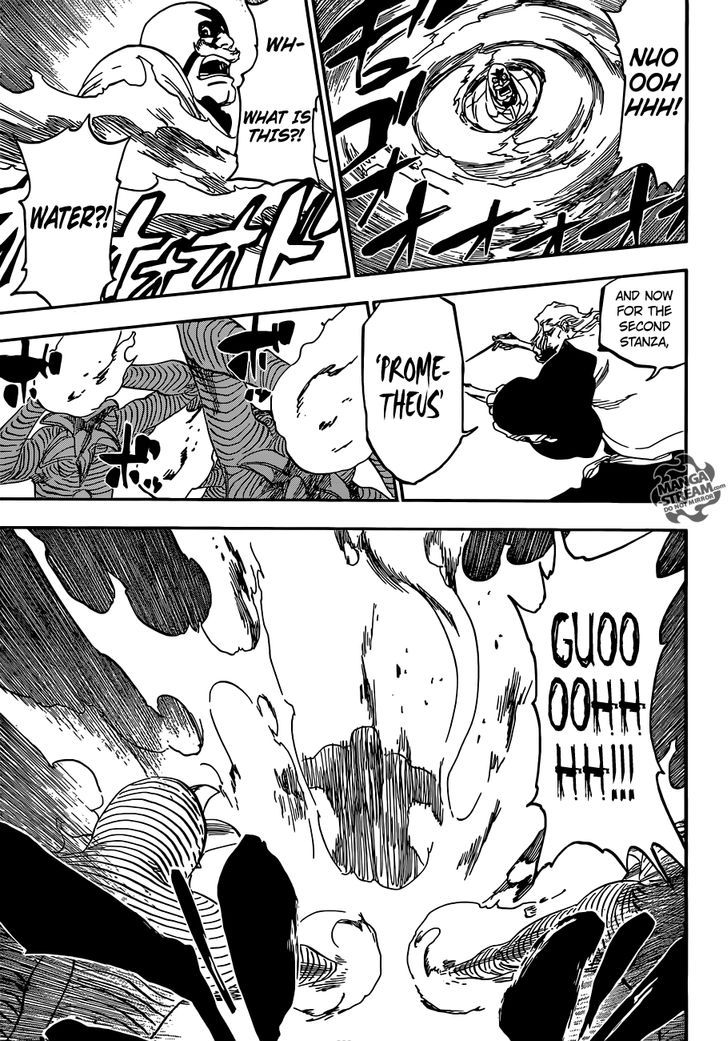 NUO
OOH
HHH!
WH-
WHAT IS
THIS?!
WATER?!
AND NOW
FOR THE
SECOND
STANZA,
'PROME-
THEUS'
MANGA
STREAM.com
DO NOT MIRROR
GUOO
OOHH
HH!!!